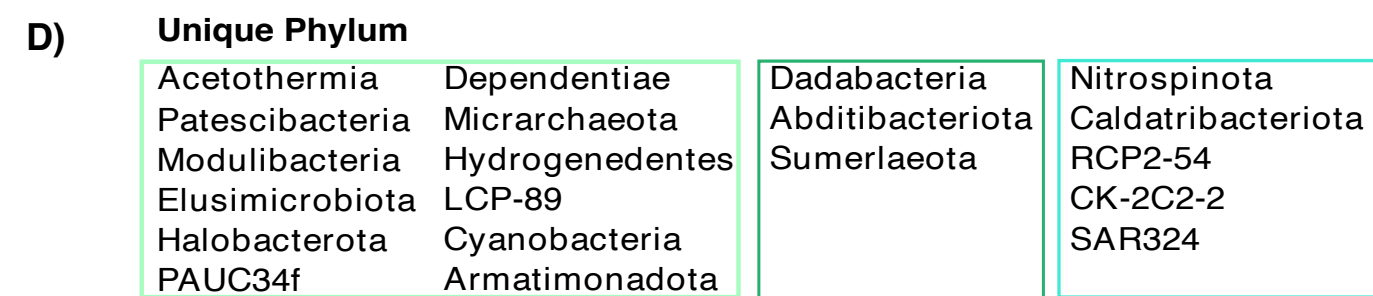 D)
Unique Phylum
Acetothermia
Patescibacteria
Modulibacteria
Elusimicrobiota
Halobacterota
PAUC34f
Dependentiae
Micrarchaeota
Hydrogenedentes
LCP-89
Cyanobacteria
Armatimonadota
Dadabacteria
Abditibacteriota
Sumerlaeota
Nitrospinota
Caldatribacteriota
RCP2-54
CK-2C2-2
SAR324